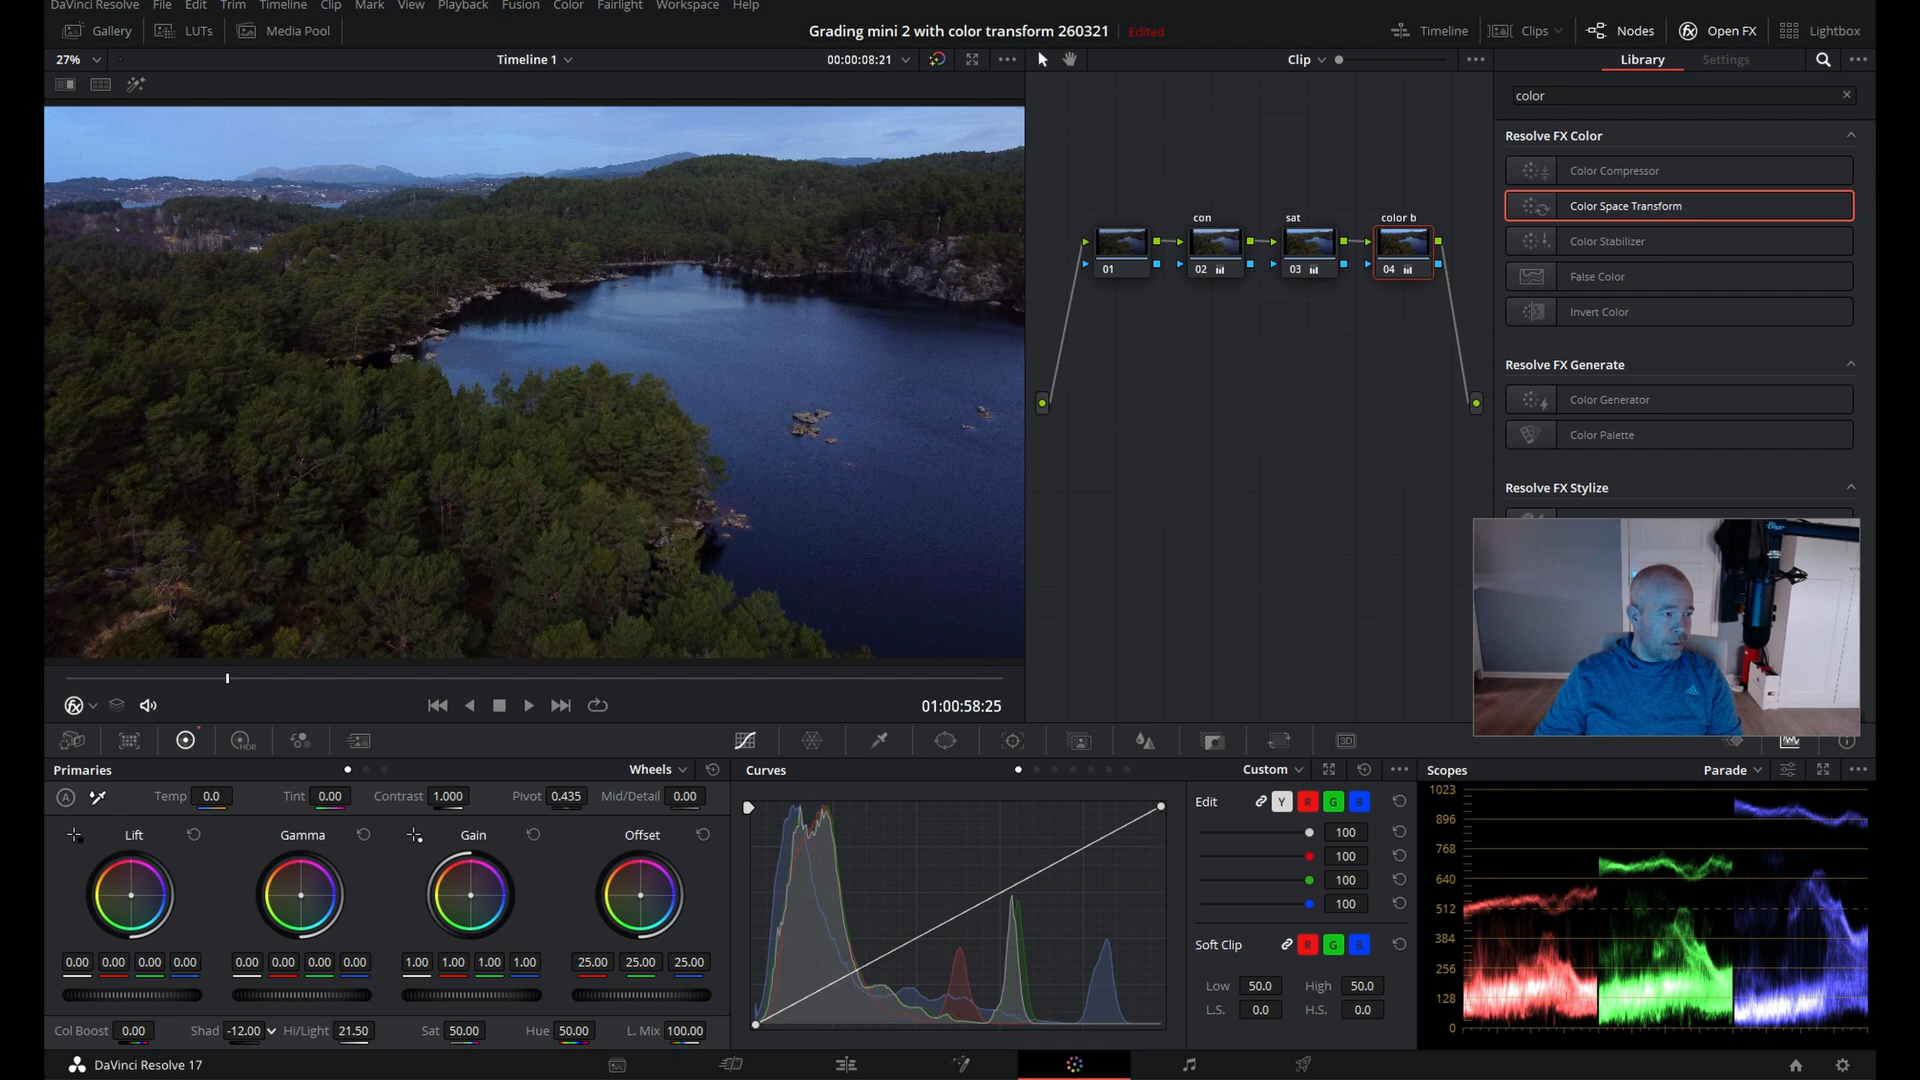 DaVinci Resolve File Edit Trim Timeline Clip Mark View Playback Fusion Color Fairlight Workspace Help
Gallery LUTs Media Pool Grading mini 2 with color transform 260321 Edited Timeline Clips Nodes Open FX Lightbox
27% Timeline 1 00:00:08:21 Clip Library Settings
color
Resolve FX Color
Color Compressor
Color Space Transform
Color Stabilizer
False Color
Invert Color
Resolve FX Generate
Color Generator
Color Palette
Resolve FX Stylize
con sat color b
01 02 03 04
01:00:58:25
HDR
3D
Primaries Wheels
Temp 0.0 Tint 0.00 Contrast 1.000 Pivot 0.435 Mid/Detail 0.00
Lift Gamma Gain Offset
0.00 0.00 0.00 0.00 0.00 0.00 0.00 0.00 1.00 1.00 1.00 1.00 25.00 25.00 25.00
Col Boost 0.00 Shad -12.00 Hi/Light 21.50 Sat 50.00 Hue 50.00 L. Mix 100.00
Curves Custom
Edit Y R G B
100
100
100
100
Soft Clip R G B
Low 50.0 High 50.0
L.S. 0.0 H.S. 0.0
Scopes Parade
1023
896
768
640
512
384
256
128
0
DaVinci Resolve 17